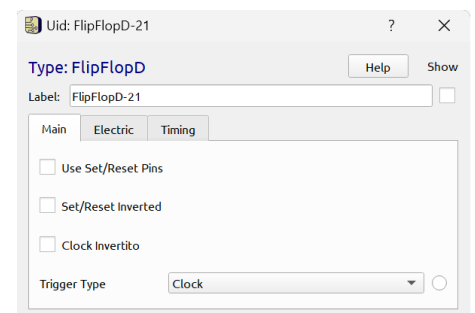 Uid: FlipFlopD-21 ?
Type: FlipFlopD Help Show
Label: FlipFlopD-21
Main Electric Timing
Use Set/Reset Pins
Set/Reset Inverted
Clock Invertito
Trigger Type Clock